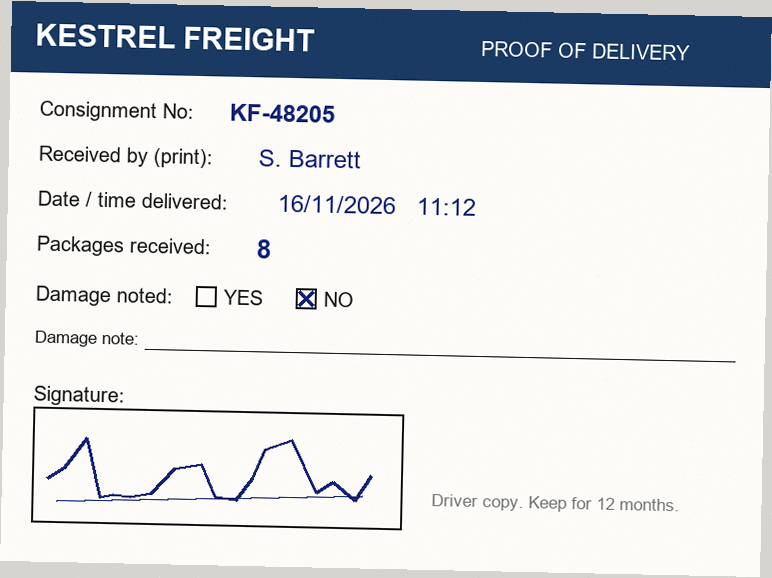 KESTREL FREIGHT PROOF OF DELIVERY
Consignment No: KF-48205
Received by (print): S. Barrett
Date / time delivered: 16/11/2026 11:12
Packages received: 8
Damage noted: ☐ YES ☒ NO
Damage note:
Signature:
Driver copy. Keep for 12 months.